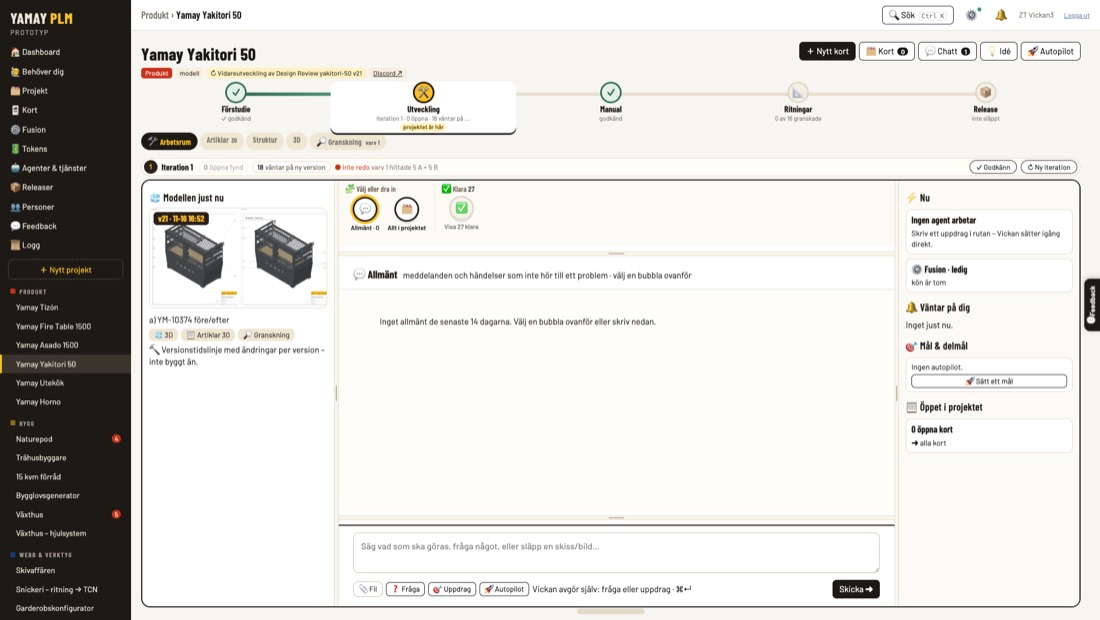 YAMAY PLM
PROTOTYP
Dashboard
Behöver dig
Projekt
Kort
Fusion
Tokens
Agenter & tjänster
Releaser
Personer
Feedback
Logg
+ Nytt projekt
PRODUKT
Yamay Tizón
Yamay Fire Table 1500
Yamay Asado 1500
Yamay Yakitori 50
Yamay Utekök
Yamay Horno
BYGG
Naturepod 4
Trähusbyggare
15 kvm förråd
Bygglovsgenerator
Växthus 5
Växthus – hjulsystem
WEBB & VERKTYG
Skivaffären
Snickeri – ritning → TCN
Garderobskonfigurator
Produkt › Yamay Yakitori 50
Sök Ctrl K
ZT Vickan3 Logga ut
Yamay Yakitori 50
+ Nytt kort Kort 0 Chatt 1 Idé Autopilot
Produkt modell Vidareutveckling av Design Review yakitori-50 v21 Discord ↗
Förstudie
✓ godkänd
Utveckling
iteration 1 · 0 öppna · 18 väntar på ...
projektet är här
Manual
godkänd
Ritningar
0 av 16 granskade
Release
inte släppt
Arbetsrum Artiklar Struktur 3D Granskning varv 1
1 Iteration 1 0 öppna fynd 18 väntar på ny version Inte redo varv 1 hittade 5 A + 5 B ✓ Godkänn Ny iteration
Modellen just nu
v21 · 11-16 16:52
a) YM-10374 före/efter
3D Artiklar 30 Granskning
Versionstidslinje med ändringar per version –
inte byggt än.
Välj eller dra in
Allmänt · 0 Allt i projektet
Klara 27
Visa 27 klara
Allmänt meddelanden och händelser som inte hör till ett problem · välj en bubbla ovanför
Inget allmänt de senaste 14 dagarna. Välj en bubbla ovanför eller skriv nedan.
Säg vad som ska göras, fråga något, eller släpp en skiss/bild...
Fil Fråga Uppdrag Autopilot Vickan avgör själv: fråga eller uppdrag · ⌘↵ Skicka ➜
Nu
Ingen agent arbetar
Skriv ett uppdrag i rutan – Vickan sätter igång
direkt.
Fusion · ledig
kön är tom
Väntar på dig
Inget just nu.
Mål & delmål
Ingen autopilot.
Sätt ett mål
Öppet i projektet
0 öppna kort
➜ alla kort
Feedback